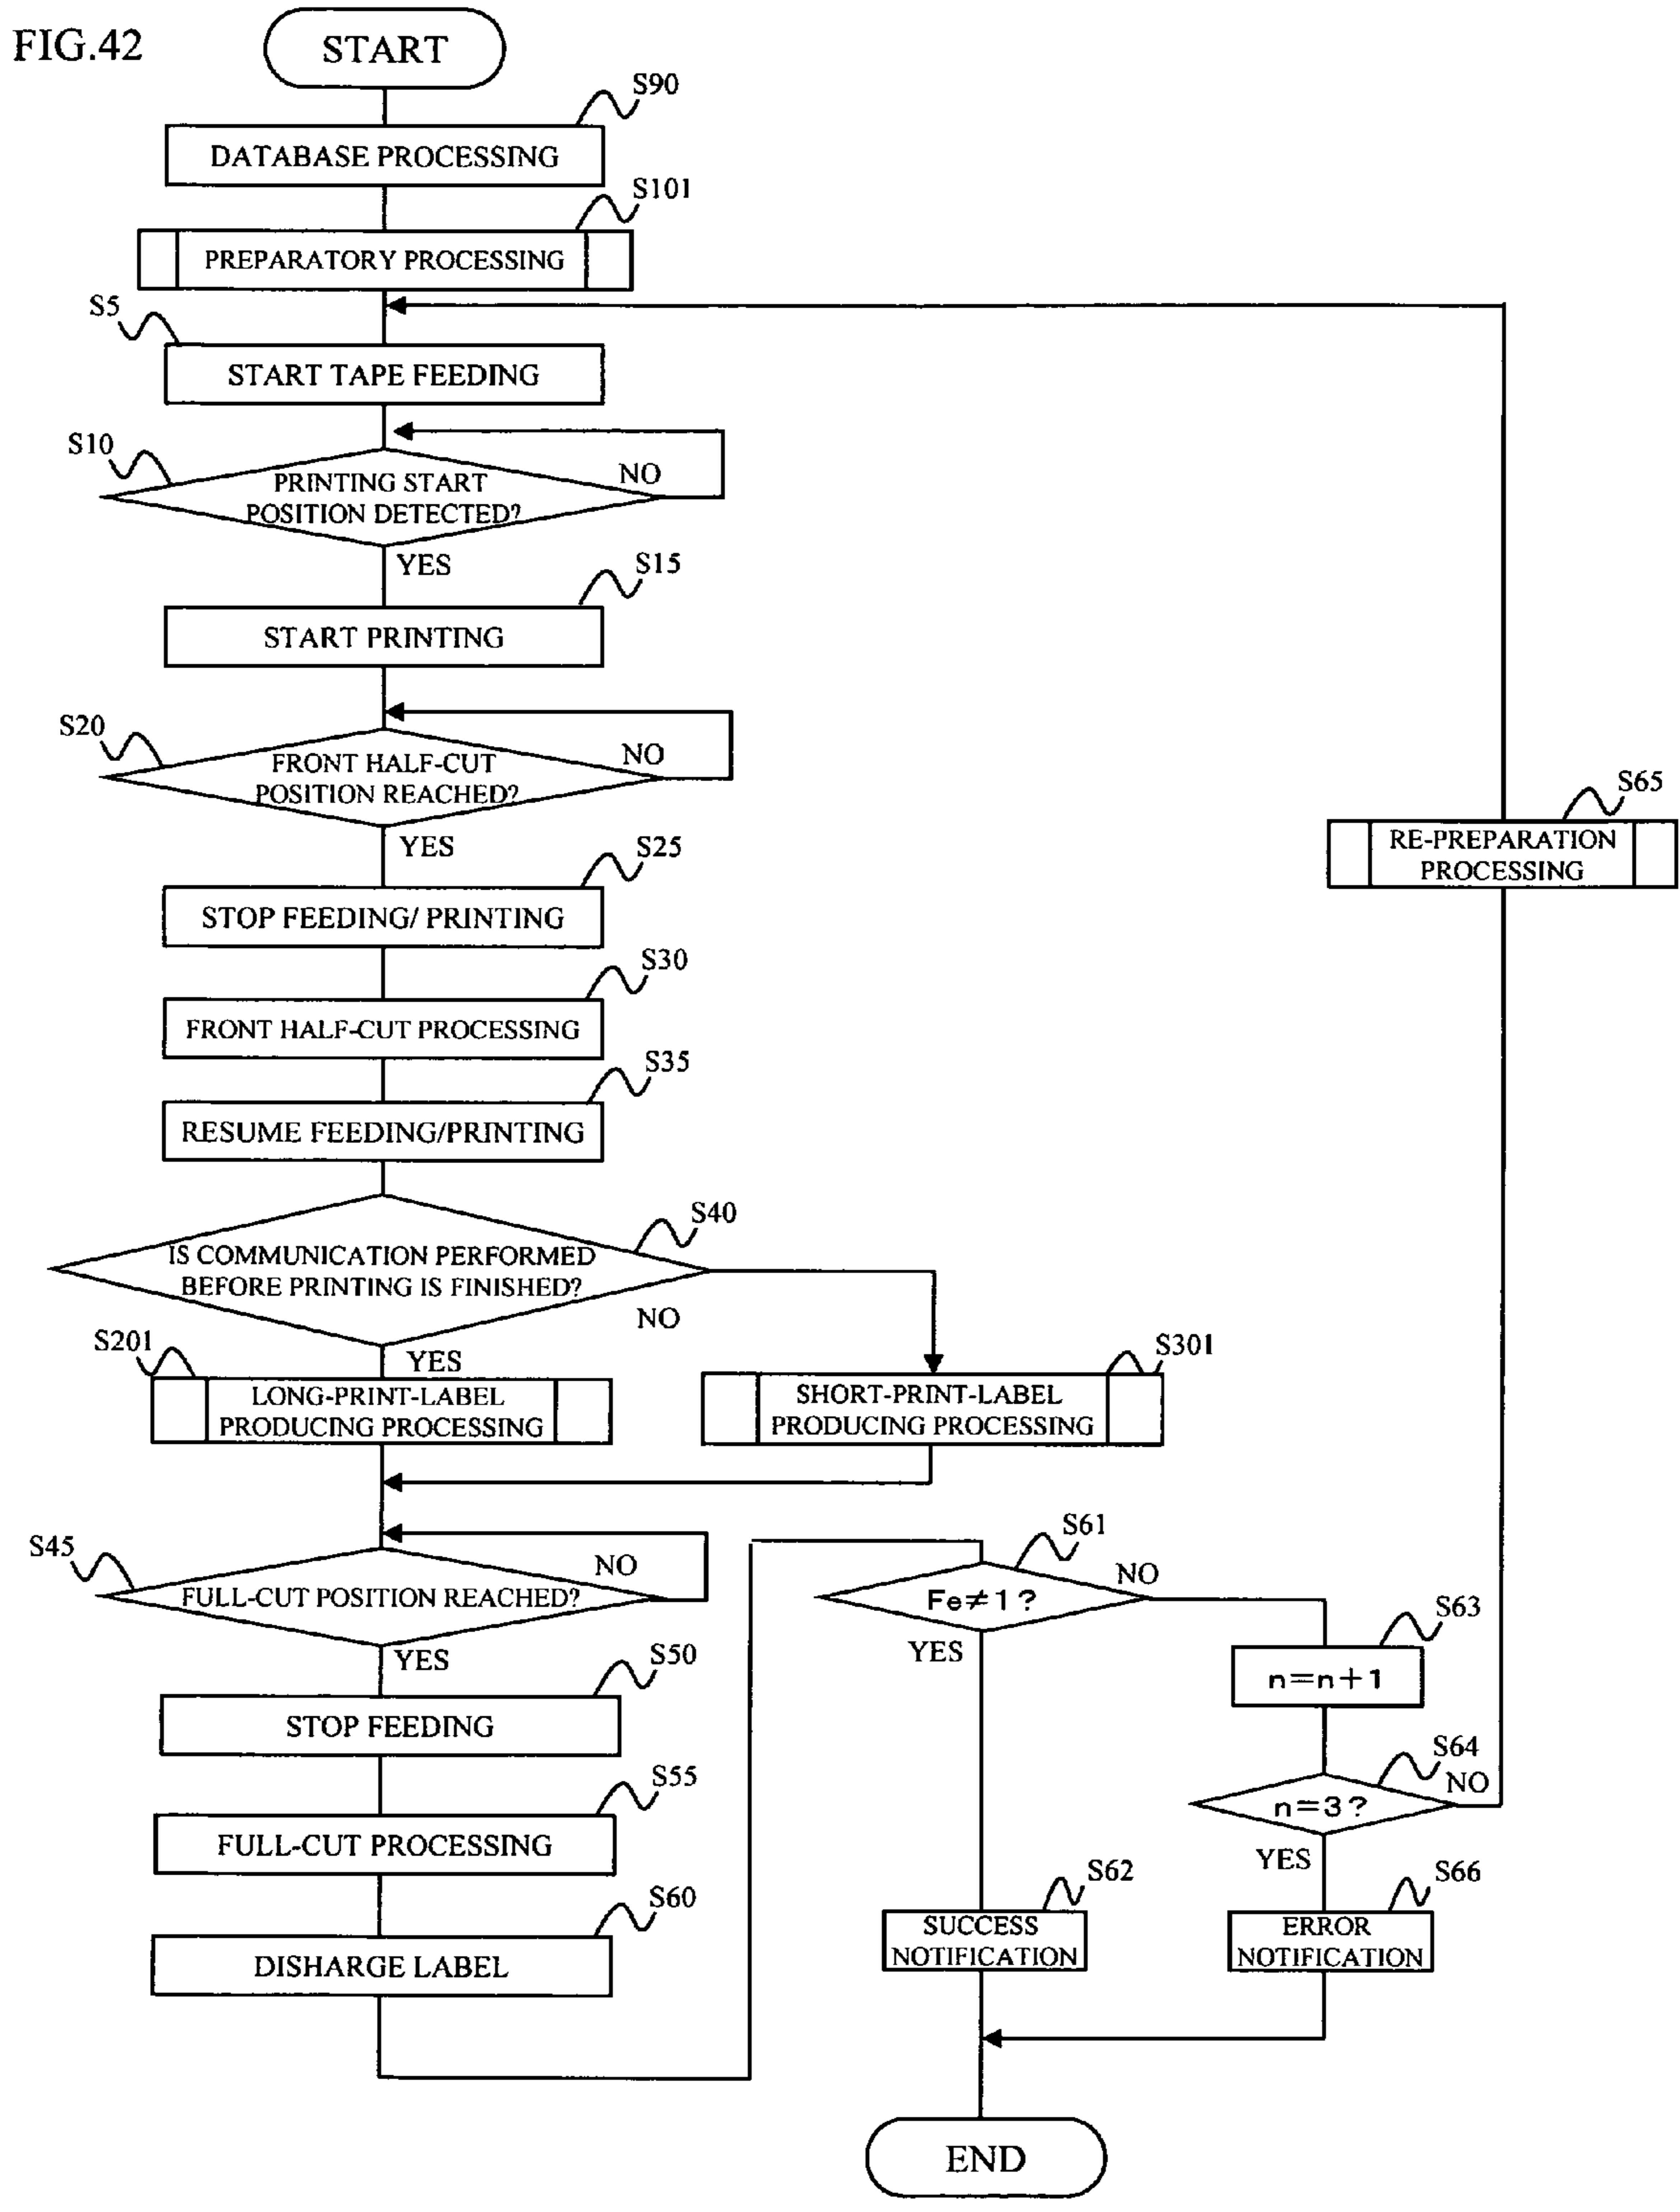 FIG.42
START
S90
DATABASE PROCESSING
S101
PREPARATORY PROCESSING
S5
START TAPE FEEDING
S10
PRINTING START
POSITION DETECTED?
NO
YES
S15
START PRINTING
S20
FRONT HALF-CUT
POSITION REACHED?
NO
YES
S25
STOP FEEDING/ PRINTING
S30
FRONT HALF-CUT PROCESSING
S35
RESUME FEEDING/PRINTING
S40
IS COMMUNICATION PERFORMED
BEFORE PRINTING IS FINISHED?
NO
YES
S201
LONG-PRINT-LABEL
PRODUCING PROCESSING
S301
SHORT-PRINT-LABEL
PRODUCING PROCESSING
S45
FULL-CUT POSITION REACHED?
NO
YES
S50
STOP FEEDING
S55
FULL-CUT PROCESSING
S60
DISHARGE LABEL
S61
Fe≠1?
NO
YES
S62
SUCCESS
NOTIFICATION
S63
n=n+1
S64
n=3?
NO
YES
S65
RE-PREPARATION
PROCESSING
S66
ERROR
NOTIFICATION
END